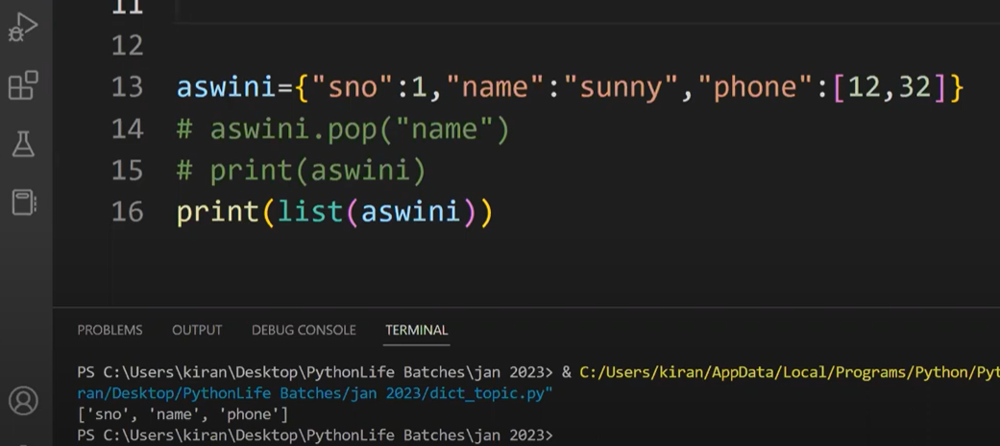 11
12
13 aswini={"sno":1,"name":"sunny","phone":[12,32]}
14 # aswini.pop("name")
15 # print(aswini)
16 print(list(aswini))
PROBLEMS OUTPUT DEBUG CONSOLE TERMINAL
PS C:\Users\kiran\Desktop\PythonLife Batches\jan 2023> & C:/Users/kiran/AppData/Local/Programs/Python/Pyt
ran/Desktop/PythonLife Batches/jan 2023/dict_topic.py"
['sno', 'name', 'phone']
PS C:\Users\kiran\Desktop\PythonLife Batches\jan 2023>